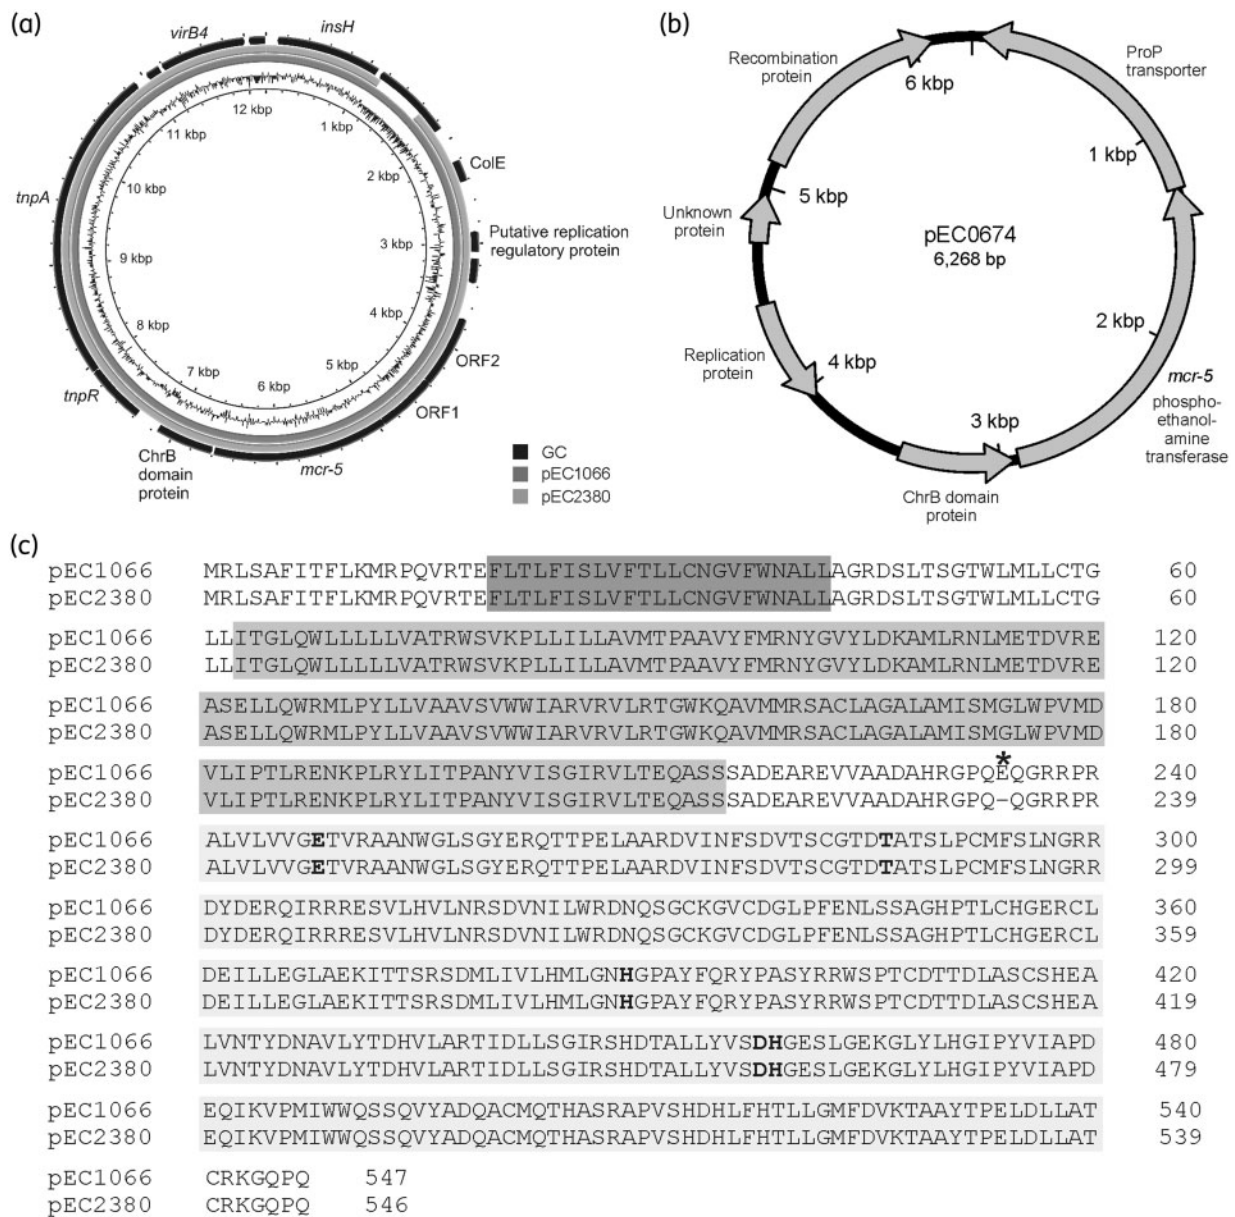 (a)
virB4
insH
12 kbp
1 kbp
11 kbp
2 kbp
ColE
10 kbp
tnpA
3 kbp
Putative replication
regulatory protein
9 kbp
4 kbp
8 kbp
5 kbp
ORF2
7 kbp
6 kbp
tnpR
ORF1
ChrB
domain
protein
mcr-5
GC
pEC1066
pEC2380
(b)
Recombination
protein
ProP
transporter
6 kbp
1 kbp
5 kbp
Unknown
protein
pEC0674
6,268 bp
2 kbp
Replication
protein
4 kbp
mcr-5
phospho-
ethanol-
amine
transferase
3 kbp
ChrB domain
protein
(c)
pEC1066 MRLSAFITFLKMRPQVRTEFLTLFISLVFTLLCNGVFWNALLAGRDSLTSGTWLMLLCTG 60
pEC2380 MRLSAFITFLKMRPQVRTEFLTLFISLVFTLLCNGVFWNALLAGRDSLTSGTWLMLLCTG 60
pEC1066 LLITGLQWLLLLLVATRWSVKPLLILLAVMTPAAVYFMRNYGVYLDKAMLRNLMETDVRE 120
pEC2380 LLITGLQWLLLLLVATRWSVKPLLILLAVMTPAAVYFMRNYGVYLDKAMLRNLMETDVRE 120
pEC1066 ASELLQWRMLPYLLVAAVSVWWIARVRVLRTGWKQAVMMRSACLAGALAMISMGLWPVMD 180
pEC2380 ASELLQWRMLPYLLVAAVSVWWIARVRVLRTGWKQAVMMRSACLAGALAMISMGLWPVMD 180
*
pEC1066 VLIPTLRENKPLRYLITPANYVISGIRVLTEQASSSADEAREVVAADAHRGPQEQGRRPR 240
pEC2380 VLIPTLRENKPLRYLITPANYVISGIRVLTEQASSSADEAREVVAADAHRGPQ-QGRRPR 239
pEC1066 ALVLVVGETVRAANWGLSGYERQTTPELAARDVINFSDVTSCGTDTATSLPCMFSLNGRR 300
pEC2380 ALVLVVGETVRAANWGLSGYERQTTPELAARDVINFSDVTSCGTDTATSLPCMFSLNGRR 299
pEC1066 DYDERQIRRRESVLHVLNRSDVNILWRDNQSGCKGVCDGLPFENLSSAGHPTLCHGERCL 360
pEC2380 DYDERQIRRRESVLHVLNRSDVNILWRDNQSGCKGVCDGLPFENLSSAGHPTLCHGERCL 359
pEC1066 DEILLEGLAEKITTSRSDMLIVLHMLGNHGPAYFQRYPASYRRWSPTCDTTDLASCSHEA 420
pEC2380 DEILLEGLAEKITTSRSDMLIVLHMLGNHGPAYFQRYPASYRRWSPTCDTTDLASCSHEA 419
pEC1066 LVNTYDNAVLYTDHVLARTIDLLSGIRSHDTALLYVSDHGESLGEKGLYLHGIPYVIAPD 480
pEC2380 LVNTYDNAVLYTDHVLARTIDLLSGIRSHDTALLYVSDHGESLGEKGLYLHGIPYVIAPD 479
pEC1066 EQIKVPMIWWQSSQVYADQACMQTHASRAPVSHDHLFHTLLGMFDVKTAAYTPELDLLAT 540
pEC2380 EQIKVPMIWWQSSQVYADQACMQTHASRAPVSHDHLFHTLLGMFDVKTAAYTPELDLLAT 539
pEC1066 CRKGQPQ 547
pEC2380 CRKGQPQ 546